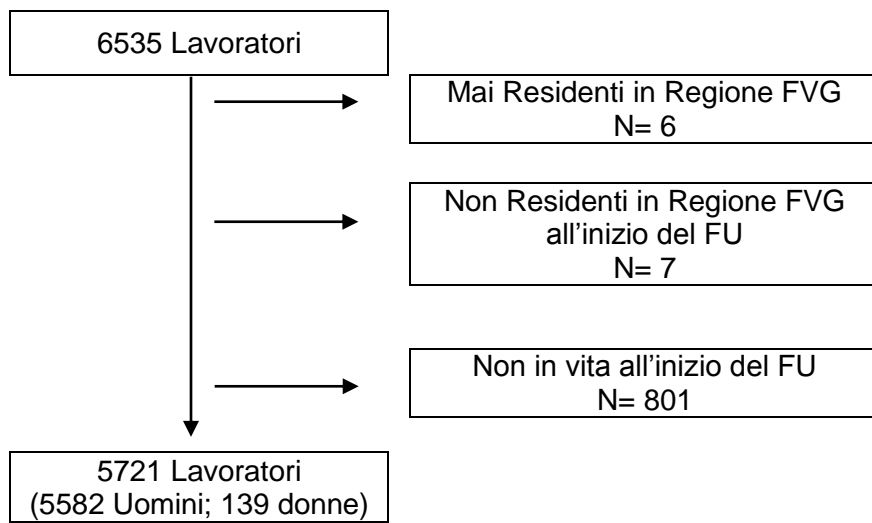 6535 Lavoratori
Mai Residenti in Regione FVG
N= 6
Non Residenti in Regione FVG
all'inizio del FU
N= 7
Non in vita all'inizio del FU
N= 801
5721 Lavoratori
(5582 Uomini; 139 donne)